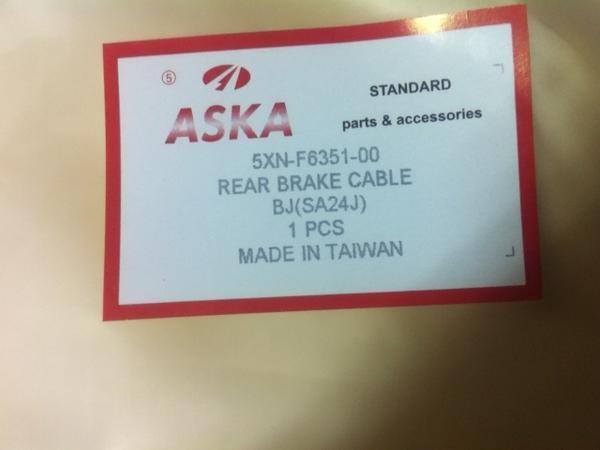 ⑤
ASKA
STANDARD
parts & accessories
5XN-F6351-00
REAR BRAKE CABLE
BJ(SA24J)
1 PCS
MADE IN TAIWAN